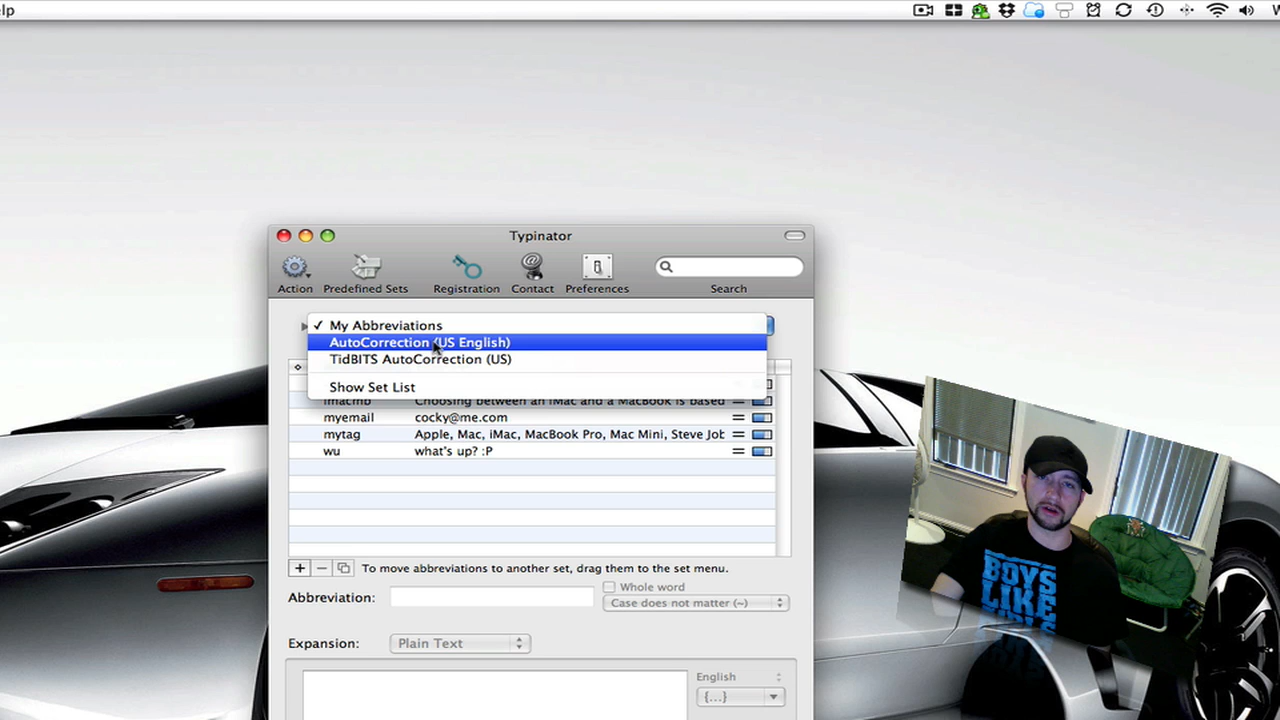 elp
Typinator
Action
Predefined Sets
Registration
Contact
Preferences
Search
✓ My Abbreviations
AutoCorrection (US English)
TidBITS AutoCorrection (US)
Show Set List
imacmb Choosing between an iMac and a MacBook is based
myemail cocky@me.com
mytag Apple, Mac, iMac, MacBook Pro, Mac Mini, Steve Job
wu what's up? :P
To move abbreviations to another set, drag them to the set menu.
Abbreviation:
Whole word
Case does not matter (~)
Expansion: Plain Text
English
{...}
BOYS
LIKE
GIRLS